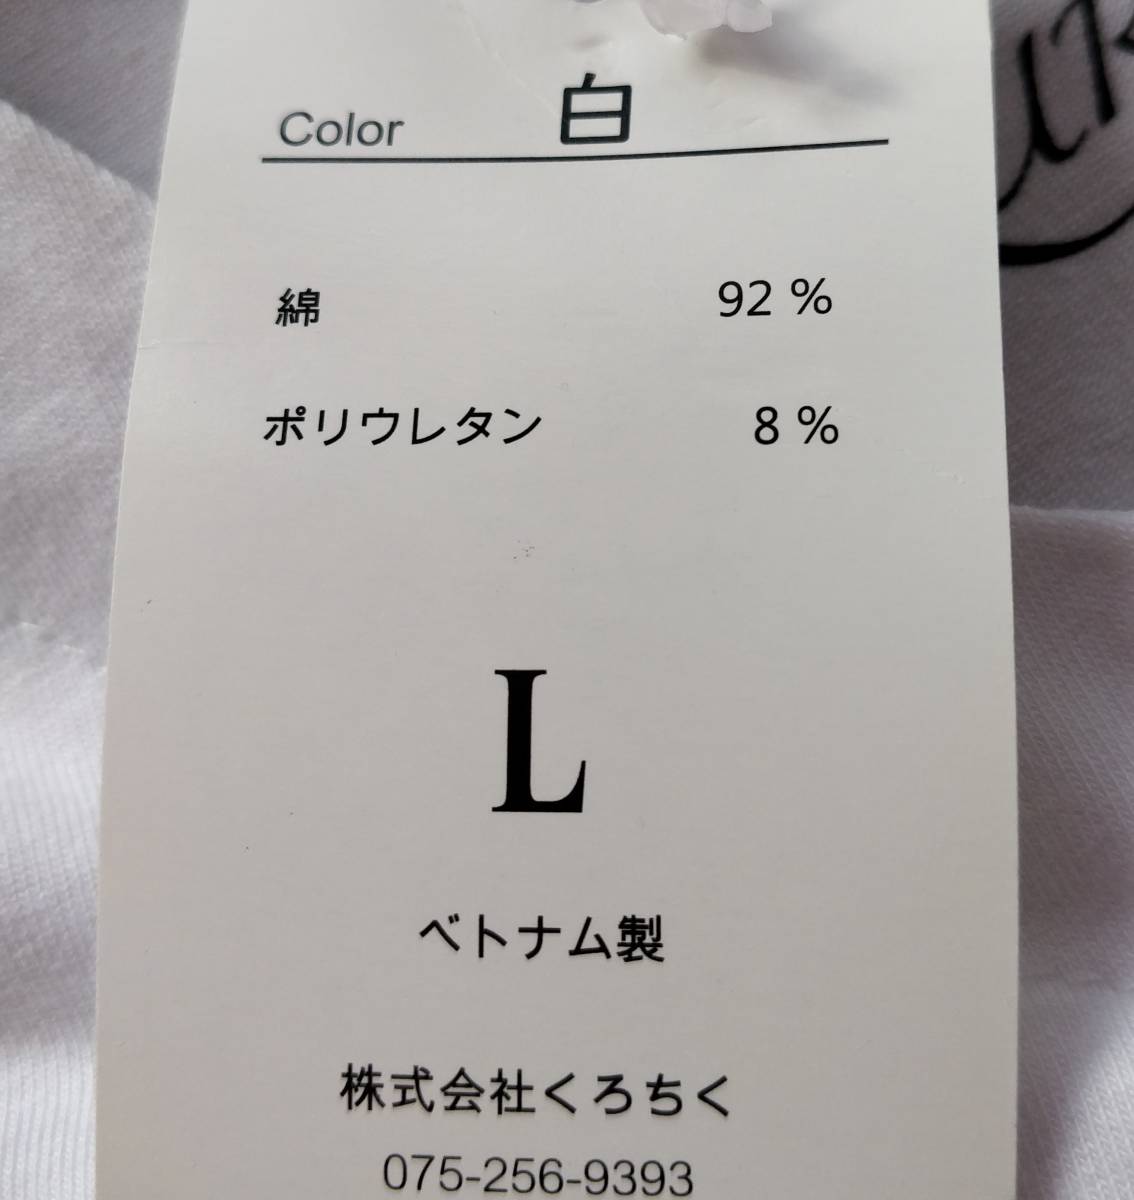 Color 白
綿 92 %
ポリウレタン 8 %
L
ベトナム製
株式会社くろちく
075-256-9393